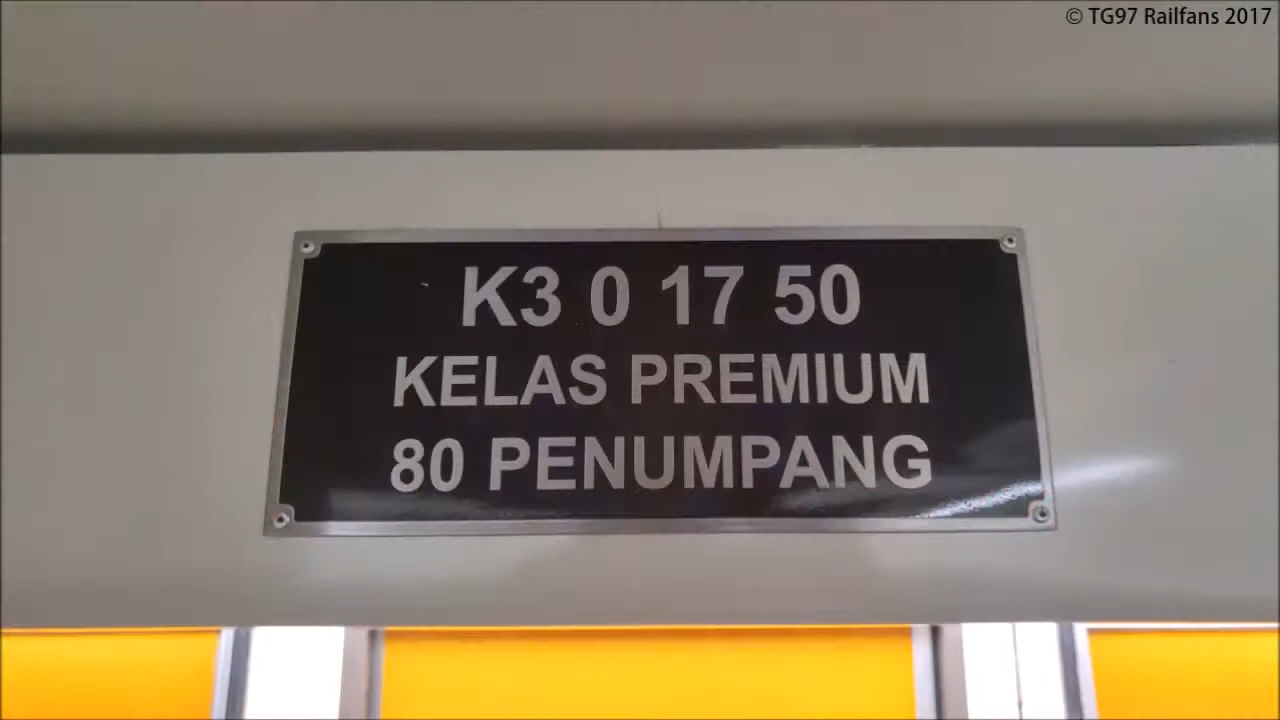 © TG97 Railfans 2017
K3 0 17 50
KELAS PREMIUM
80 PENUMPANG